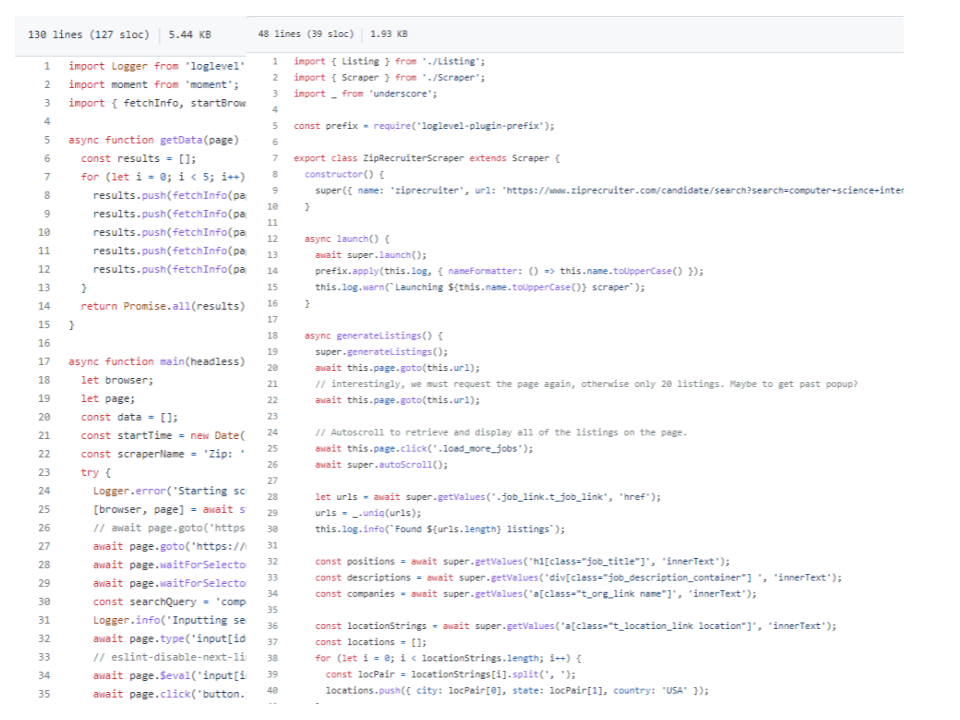 130 lines (127 sloc) 5.44 KB
1 import Logger from 'loglevel'
2 import moment from 'moment';
3 import { fetchInfo, startBrow
4
5 async function getData(page)
6 const results = [];
7 for (let i = 0; i < 5; i++)
8 results.push(fetchInfo(pa
9 results.push(fetchInfo(pa
10 results.push(fetchInfo(pa
11 results.push(fetchInfo(pa
12 results.push(fetchInfo(pa
13 }
14 return Promise.all(results)
15 }
16
17 async function main(headless)
18 let browser;
19 let page;
20 const data = [];
21 const startTime = new Date(
22 const scraperName = 'Zip: '
23 try {
24 Logger.error('Starting sc
25 [browser, page] = await s
26 // await page.goto('https
27 await page.goto('https://
28 await page.waitForSelecto
29 await page.waitForSelecto
30 const searchQuery = 'comp
31 Logger.info('Inputting se
32 await page.type('input[id
33 // eslint-disable-next-li
34 await page.$eval('input[i
35 await page.click('button.
48 lines (39 sloc) 1.93 KB
1 import { Listing } from './Listing';
2 import { Scraper } from './Scraper';
3 import _ from 'underscore';
4
5 const prefix = require('loglevel-plugin-prefix');
6
7 export class ZipRecruiterScraper extends Scraper {
8 constructor() {
9 super({ name: 'ziprecruiter', url: 'https://www.ziprecruiter.com/candidate/search?search=computer+science+inter
10 }
11
12 async launch() {
13 await super.launch();
14 prefix.apply(this.log, { nameFormatter: () => this.name.toUpperCase() });
15 this.log.warn(`Launching ${this.name.toUpperCase()} scraper`);
16 }
17
18 async generateListings() {
19 super.generateListings();
20 await this.page.goto(this.url);
21 // interestingly, we must request the page again, otherwise only 20 listings. Maybe to get past popup?
22 await this.page.goto(this.url);
23
24 // Autoscroll to retrieve and display all of the listings on the page.
25 await this.page.click('.load_more_jobs');
26 await super.autoScroll();
27
28 let urls = await super.getValues('.job_link.t_job_link', 'href');
29 urls = _.uniq(urls);
30 this.log.info(`Found ${urls.length} listings`);
31
32 const positions = await super.getValues('h1[class="job_title"]', 'innerText');
33 const descriptions = await super.getValues('div[class="job_description_container"] ', 'innerText');
34 const companies = await super.getValues('a[class="t_org_link name"]', 'innerText');
35
36 const locationStrings = await super.getValues('a[class="t_location_link location"]', 'innerText');
37 const locations = [];
38 for (let i = 0; i < locationStrings.length; i++) {
39 const locPair = locationStrings[i].split(', ');
40 locations.push({ city: locPair[0], state: locPair[1], country: 'USA' });